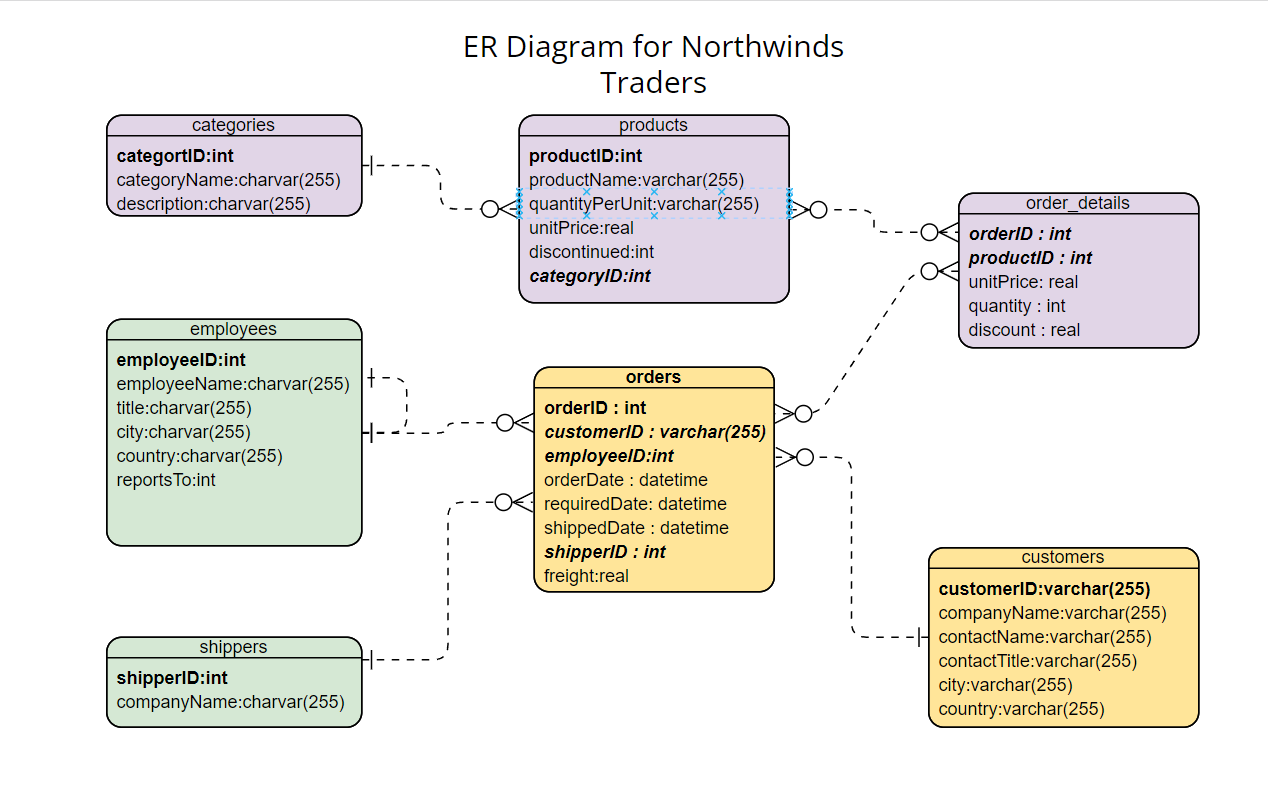 ER Diagram for Northwinds
Traders
categories
categortID:int
categoryName:charvar(255)
description:charvar(255)
products
productID:int
productName:varchar(255)
quantityPerUnit:varchar(255)
unitPrice:real
discontinued:int
categoryID:int
order_details
orderID : int
productID : int
unitPrice: real
quantity : int
discount : real
employees
employeeID:int
employeeName:charvar(255)
title:charvar(255)
city:charvar(255)
country:charvar(255)
reportsTo:int
orders
orderID : int
customerID : varchar(255)
employeeID:int
orderDate : datetime
requiredDate: datetime
shippedDate : datetime
shipperID : int
freight:real
shippers
shipperID:int
companyName:charvar(255)
customers
customerID:varchar(255)
companyName:varchar(255)
contactName:varchar(255)
contactTitle:varchar(255)
city:varchar(255)
country:varchar(255)